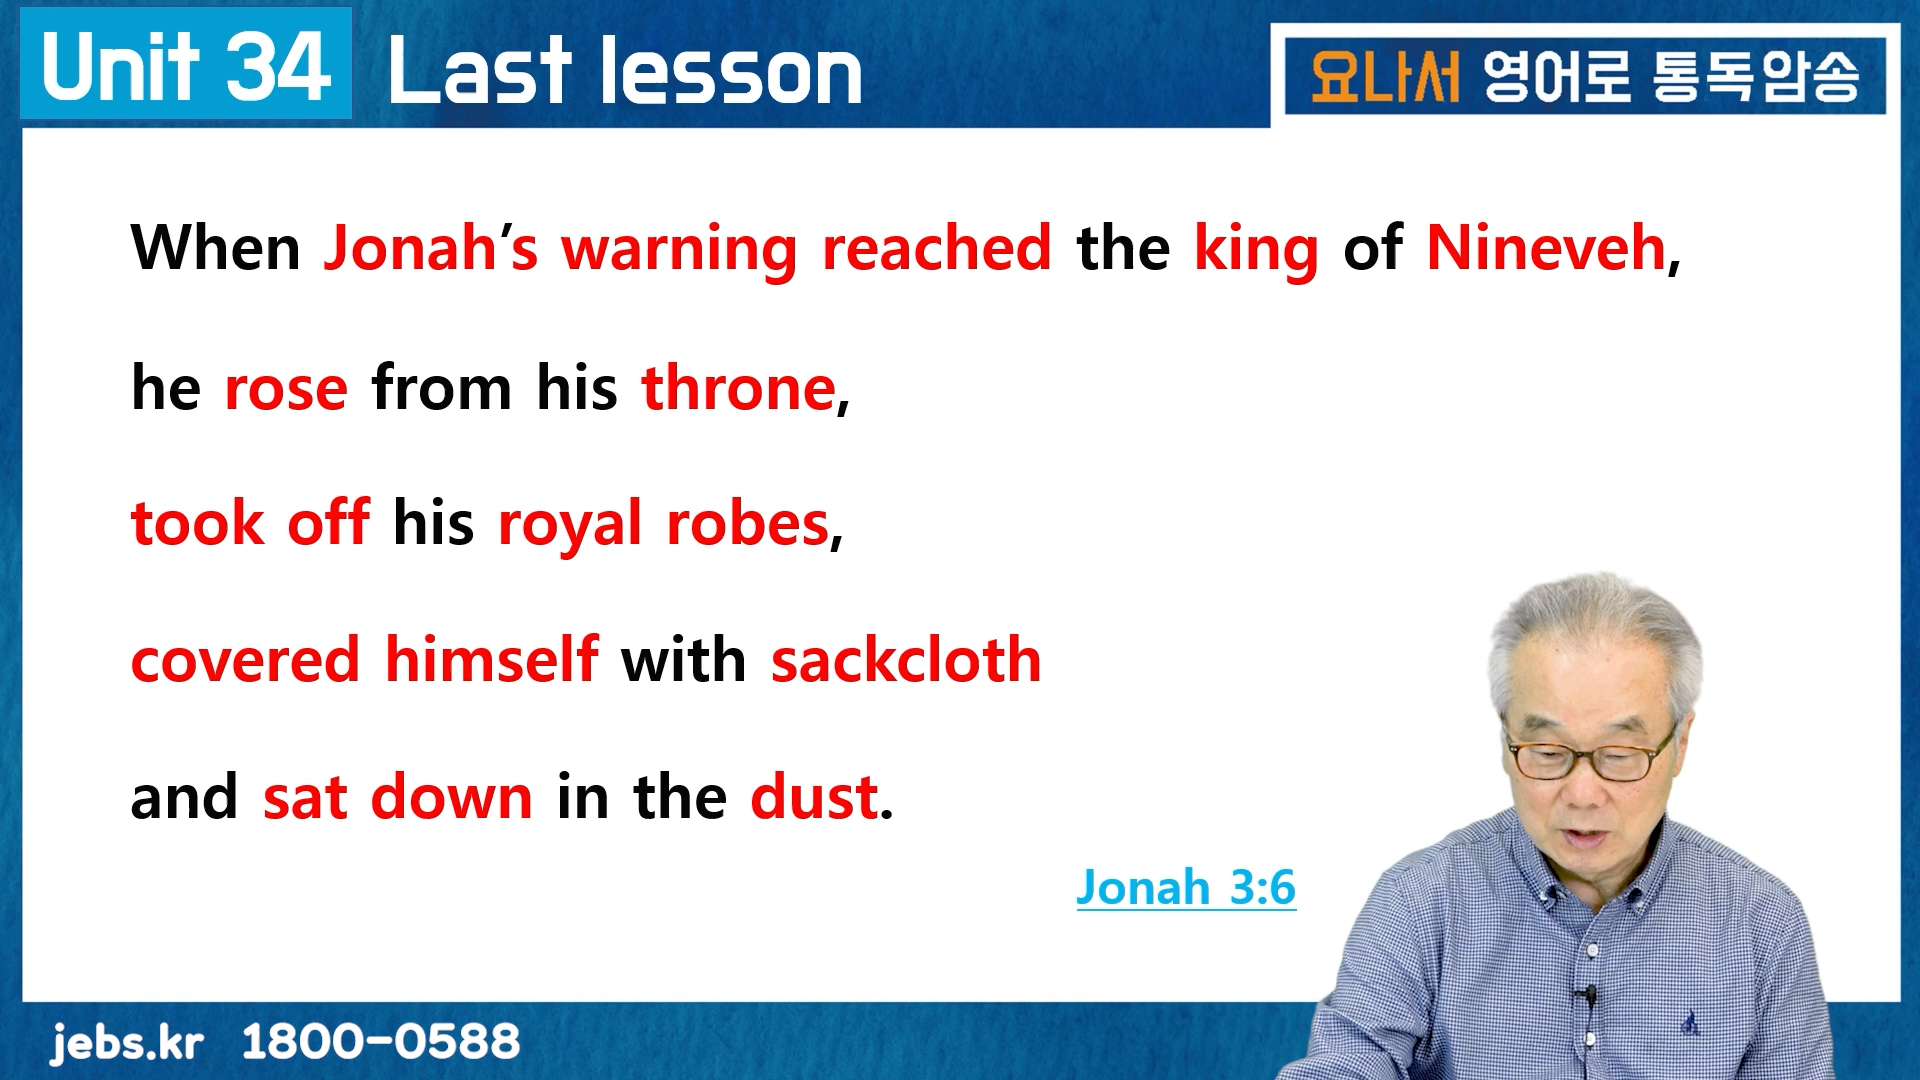 Unit 34 Last lesson
요나서 영어로 통독암송
When Jonah’s warning reached the king of Nineveh,
he rose from his throne,
took off his royal robes,
covered himself with sackcloth
and sat down in the dust.
Jonah 3:6
jebs.kr 1800-0588